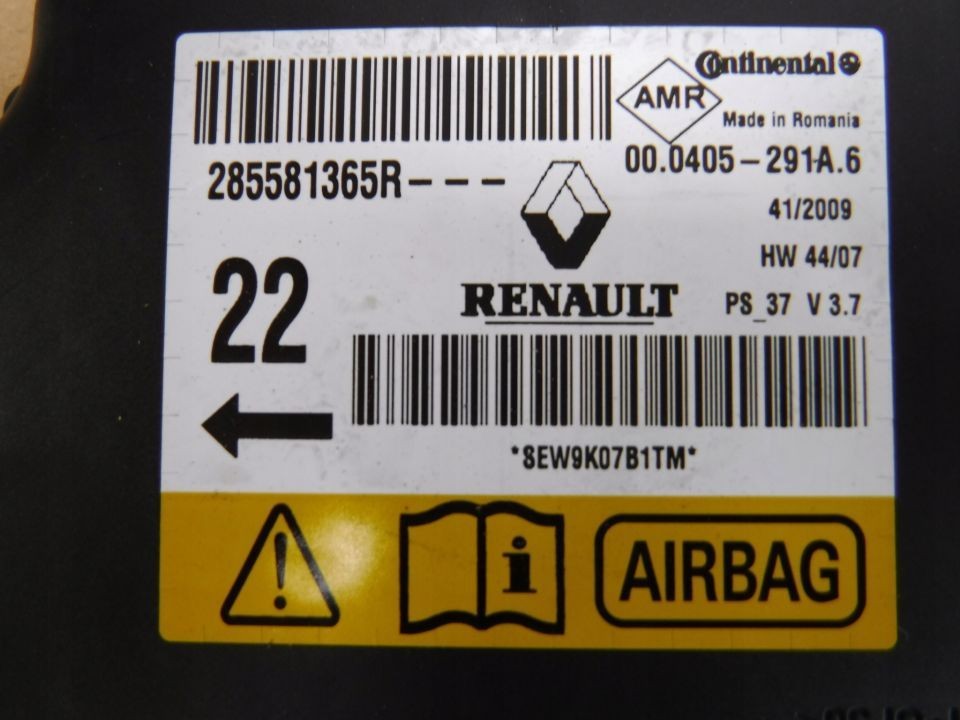 Continental
AMR
Made in Romania
285581365R---
00.0405-291A.6
41/2009
22
HW 44/07
RENAULT
PS_37 V 3.7
*8EW9K07B1TM*
i
AIRBAG